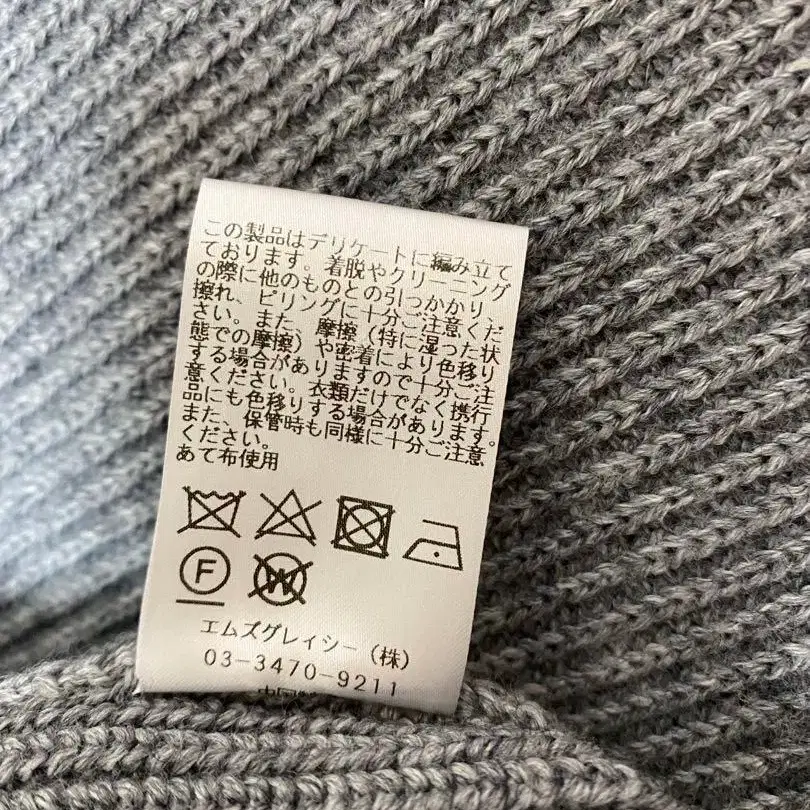 この製品はデリケートに編み立て
ております。着脱やクリーニング
の際に他のものとの引っかかり、
擦れ、ピリングに十分ご注意くだ
さい。また、摩擦（特に湿った状
態での摩擦）や密着により色移り
する場合がありますので十分ご注
意ください。衣類だけでなく携行
品にも色移りする場合があります。
また、保管時も同様に十分ご注意
ください。
あて布使用
F W
エムズグレイシー（株）
03-3470-9211